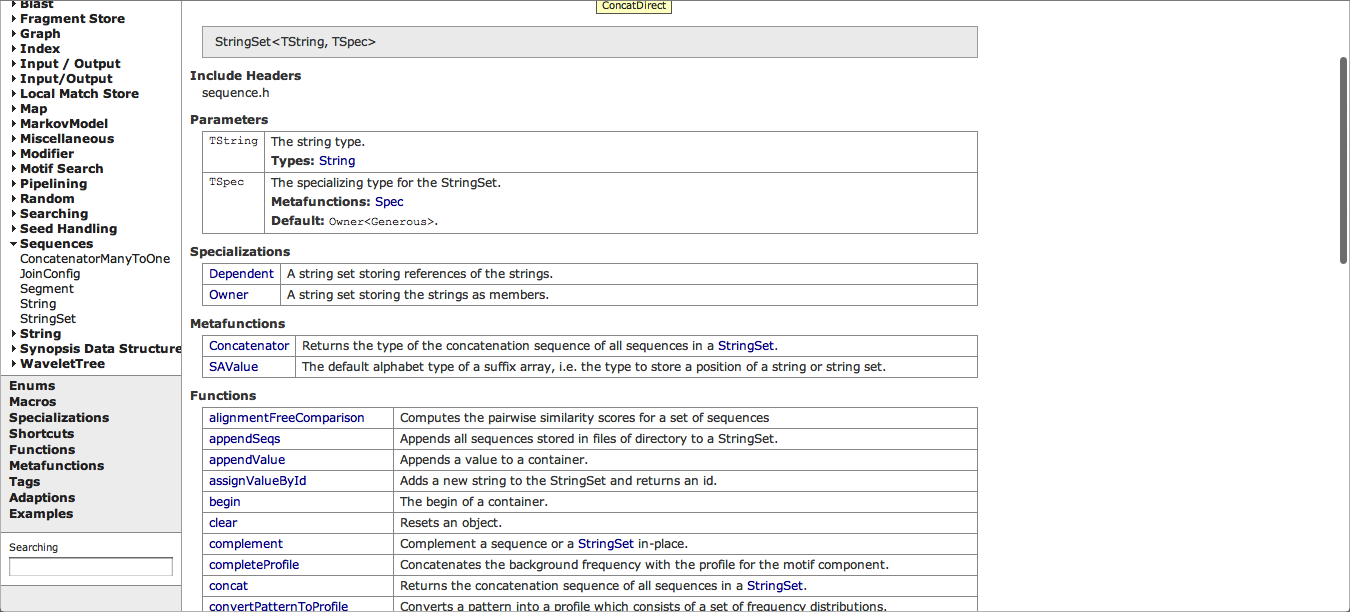 Blast
Fragment Store
Graph
Index
Input / Output
Input/Output
Local Match Store
Map
MarkovModel
Miscellaneous
Modifier
Motif Search
Pipelining
Random
Searching
Seed Handling
Sequences
ConcatenatorManyToOne
JoinConfig
Segment
String
StringSet
String
Synopsis Data Structure
WaveletTree
Enums
Macros
Specializations
Shortcuts
Functions
Metafunctions
Tags
Adaptions
Examples
Searching
ConcatDirect
StringSet<TString, TSpec>
Include Headers
sequence.h
Parameters
TString The string type.
Types: String
TSpec The specializing type for the StringSet.
Metafunctions: Spec
Default: Owner<Generous>.
Specializations
Dependent A string set storing references of the strings.
Owner A string set storing the strings as members.
Metafunctions
Concatenator Returns the type of the concatenation sequence of all sequences in a StringSet.
SAValue The default alphabet type of a suffix array, i.e. the type to store a position of a string or string set.
Functions
alignmentFreeComparison Computes the pairwise similarity scores for a set of sequences
appendSeqs Appends all sequences stored in files of directory to a StringSet.
appendValue Appends a value to a container.
assignValueById Adds a new string to the StringSet and returns an id.
begin The begin of a container.
clear Resets an object.
complement Complement a sequence or a StringSet in-place.
completeProfile Concatenates the background frequency with the profile for the motif component.
concat Returns the concatenation sequence of all sequences in a StringSet.
convertPatternToProfile Converts a pattern into a profile which consists of a set of frequency distributions.